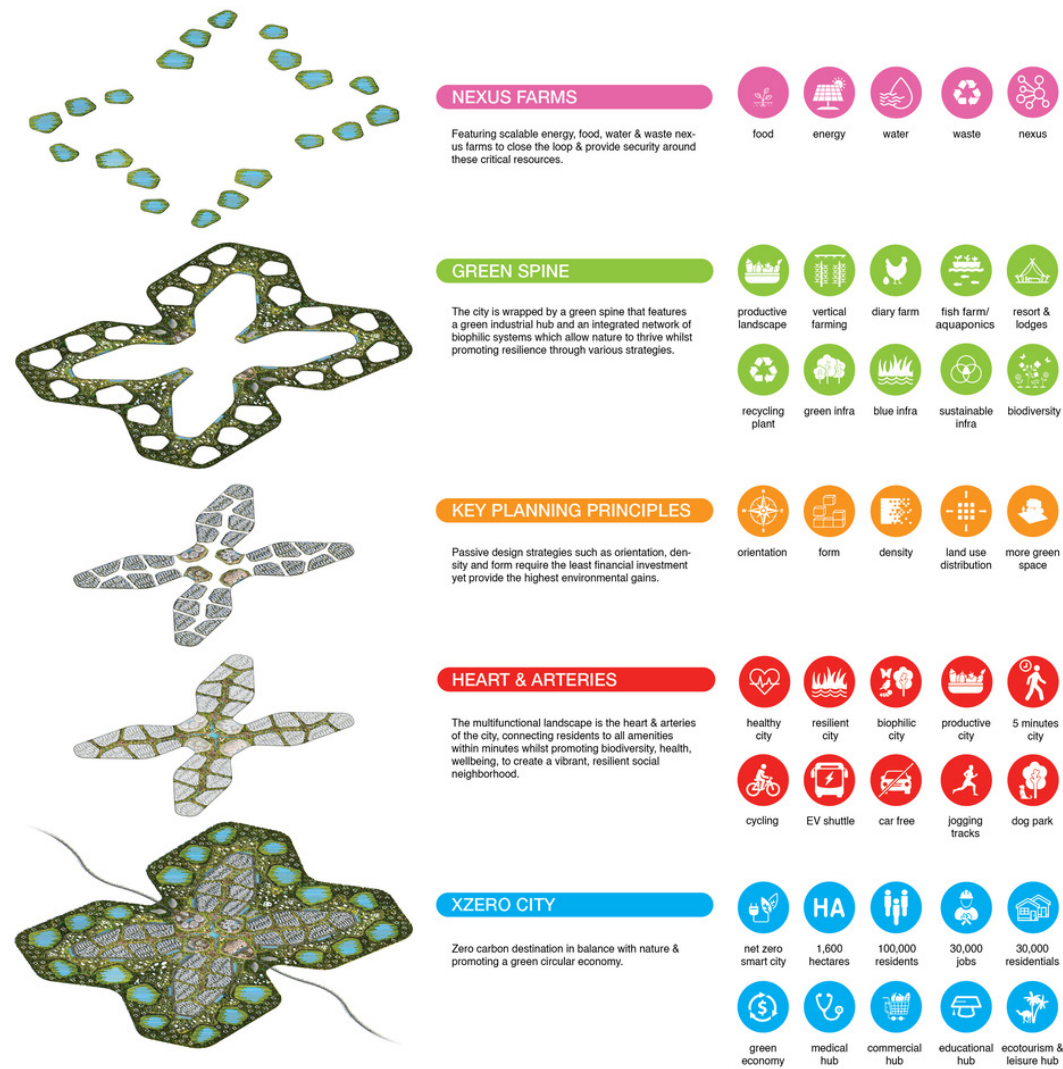 NEXUS FARMS
Featuring scalable energy, food, water & waste nex-
us farms to close the loop & provide security around
these critical resources.
food
energy
water
waste
nexus
GREEN SPINE
The city is wrapped by a green spine that features
a green industrial hub and an integrated network of
biophilic systems which allow nature to thrive whilst
promoting resilience through various strategies.
productive
landscape
vertical
farming
diary farm
fish farm/
aquaponics
resort &
lodges
recycling
plant
green infra
blue infra
sustainable
infra
biodiversity
KEY PLANNING PRINCIPLES
Passive design strategies such as orientation, den-
sity and form require the least financial investment
yet provide the highest environmental gains.
N
W
E
S
orientation
form
density
land use
distribution
more green
space
HEART & ARTERIES
The multifunctional landscape is the heart & arteries
of the city, connecting residents to all amenities
within minutes whilst promoting biodiversity, health,
wellbeing, to create a vibrant, resilient social
neighborhood.
healthy
city
resilient
city
biophilic
city
productive
city
5 minutes
city
cycling
EV shuttle
car free
jogging
tracks
dog park
XZERO CITY
Zero carbon destination in balance with nature &
promoting a green circular economy.
net zero
smart city
HA
1,600
hectares
100,000
residents
30,000
jobs
30,000
residentials
$
green
economy
medical
hub
commercial
hub
educational
hub
ecotourism &
leisure hub